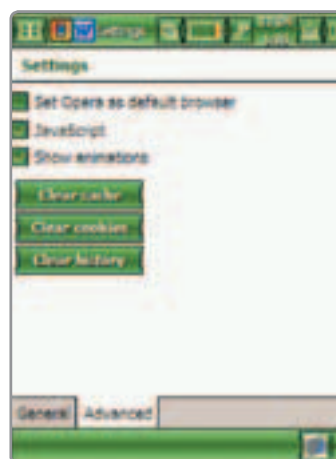 Settings
Settings
Set Opera as default browser
JavaScript
Show animations
Clear cache
Clear cookies
Clear history
General Advanced